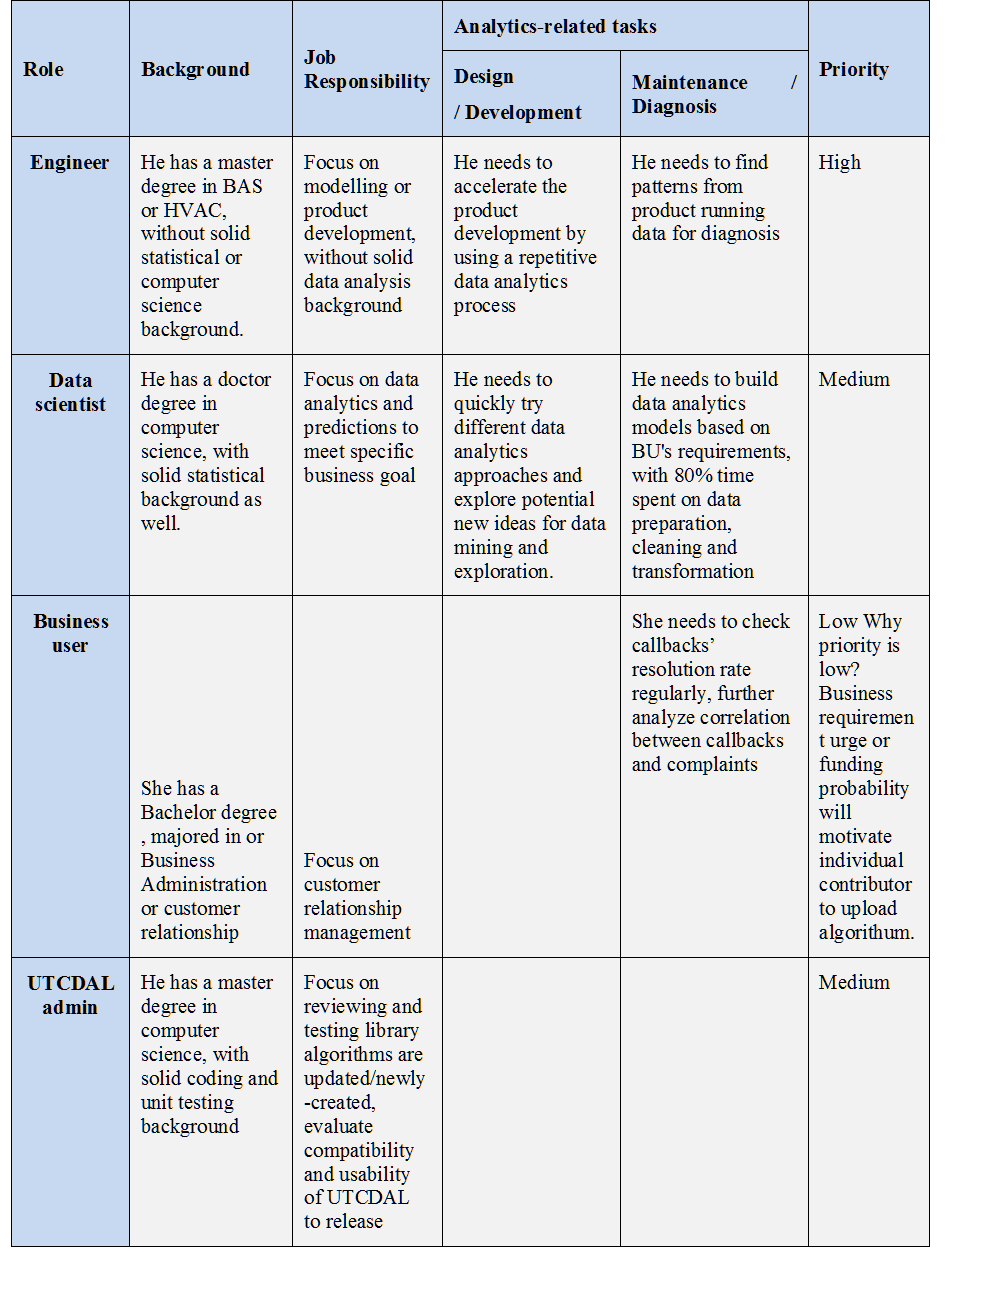 Role
Background
Job
Responsibility
Analytics-related tasks
Design
/ Development
Maintenance /
Diagnosis
Priority
Engineer
He has a master
degree in BAS
or HVAC,
without solid
statistical or
computer
science
background.
Focus on
modelling or
product
development,
without solid
data analysis
background
He needs to
accelerate the
product
development by
using a repetitive
data analytics
process
He needs to find
patterns from
product running
data for diagnosis
High
Data
scientist
He has a doctor
degree in
computer
science, with
solid statistical
background as
well.
Focus on data
analytics and
predictions to
meet specific
business goal
He needs to
quickly try
different data
analytics
approaches and
explore potential
new ideas for data
mining and
exploration.
He needs to build
data analytics
models based on
BU's requirements,
with 80% time
spent on data
preparation,
cleaning and
transformation
Medium
Business
user
She has a
Bachelor degree
, majored in or
Business
Administration
or customer
relationship
Focus on
customer
relationship
management
She needs to check
callbacks’
resolution rate
regularly, further
analyze correlation
between callbacks
and complaints
Low Why
priority is
low?
Business
requiremen
t urge or
funding
probability
will
motivate
individual
contributor
to upload
algorithum.
UTCDAL
admin
He has a master
degree in
computer
science, with
solid coding and
unit testing
background
Focus on
reviewing and
testing library
algorithms are
updated/newly
-created,
evaluate
compatibility
and usability
of UTCDAL
to release
Medium